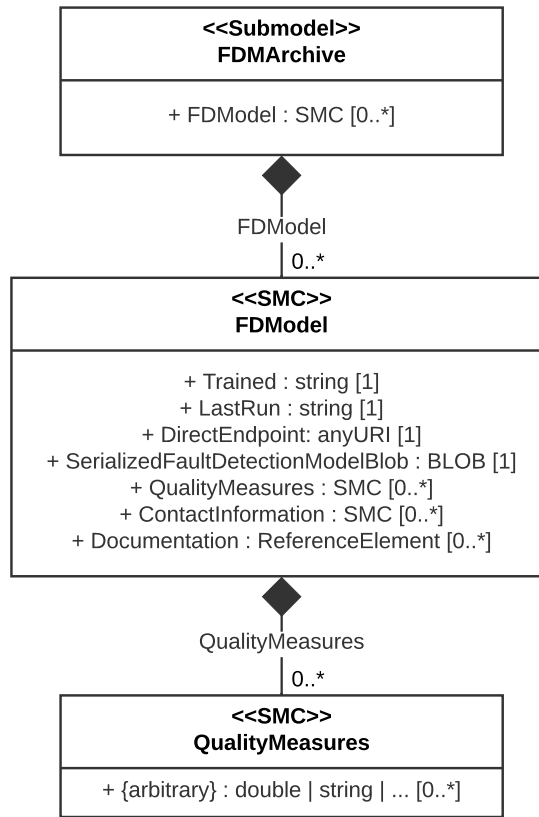 <<Submodel>>
FDMArchive
+ FDModel : SMC [0..*]
FDModel
0..*
<<SMC>>
FDModel
+ Trained : string [1]
+ LastRun : string [1]
+ DirectEndpoint: anyURI [1]
+ SerializedFaultDetectionModelBlob : BLOB [1]
+ QualityMeasures : SMC [0..*]
+ ContactInformation : SMC [0..*]
+ Documentation : ReferenceElement [0..*]
QualityMeasures
0..*
<<SMC>>
QualityMeasures
+ {arbitrary} : double | string | ... [0..*]